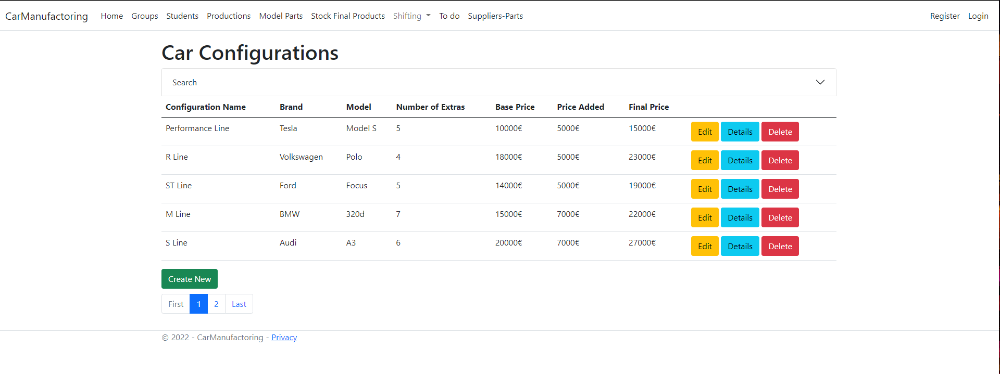 CarManufactoring Home Groups Students Productions Model Parts Stock Final Products Shifting To do Suppliers-Parts Register Login
Car Configurations
Search
Configuration Name Brand Model Number of Extras Base Price Price Added Final Price
Performance Line Tesla Model S 5 10000€ 5000€ 15000€ Edit Details Delete
R Line Volkswagen Polo 4 18000€ 5000€ 23000€ Edit Details Delete
ST Line Ford Focus 5 14000€ 5000€ 19000€ Edit Details Delete
M Line BMW 320d 7 15000€ 7000€ 22000€ Edit Details Delete
S Line Audi A3 6 20000€ 7000€ 27000€ Edit Details Delete
Create New
First 1 2 Last
© 2022 - CarManufactoring - Privacy